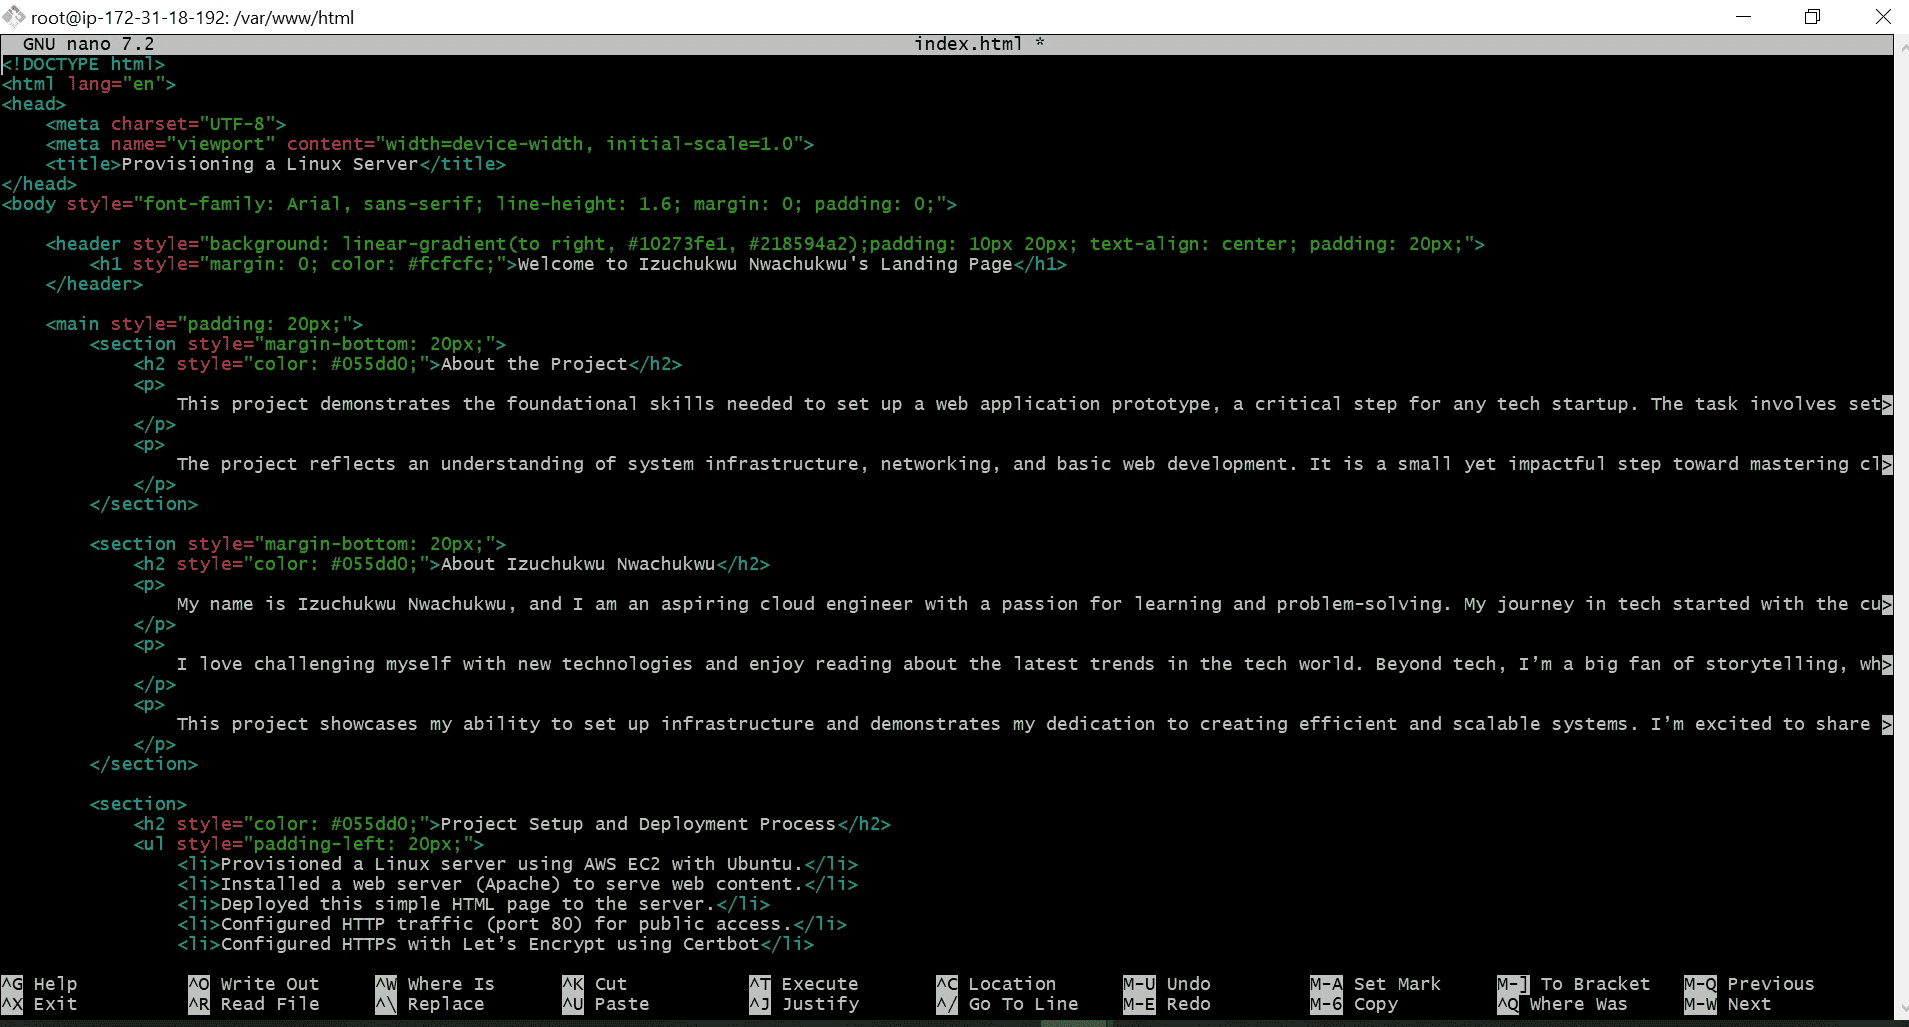 root@ip-172-31-18-192: /var/www/html
GNU nano 7.2 index.html *
<!DOCTYPE html>
<html lang="en">
<head>
    <meta charset="UTF-8">
    <meta name="viewport" content="width=device-width, initial-scale=1.0">
    <title>Provisioning a Linux Server</title>
</head>
<body style="font-family: Arial, sans-serif; line-height: 1.6; margin: 0; padding: 0;">
    <header style="background: linear-gradient(to right, #10273fe1, #218594a2);padding: 10px 20px; text-align: center; padding: 20px;">
        <h1 style="margin: 0; color: #fcfcfc;">Welcome to Izuchukwu Nwachukwu's Landing Page</h1>
    </header>
    <main style="padding: 20px;">
        <section style="margin-bottom: 20px;">
            <h2 style="color: #055dd0;">About the Project</h2>
            <p>
                This project demonstrates the foundational skills needed to set up a web application prototype, a critical step for any tech startup. The task involves set>
            </p>
            <p>
                The project reflects an understanding of system infrastructure, networking, and basic web development. It is a small yet impactful step toward mastering cl>
            </p>
        </section>
        <section style="margin-bottom: 20px;">
            <h2 style="color: #055dd0;">About Izuchukwu Nwachukwu</h2>
            <p>
                My name is Izuchukwu Nwachukwu, and I am an aspiring cloud engineer with a passion for learning and problem-solving. My journey in tech started with the cu>
            </p>
            <p>
                I love challenging myself with new technologies and enjoy reading about the latest trends in the tech world. Beyond tech, I’m a big fan of storytelling, wh>
            </p>
            <p>
                This project showcases my ability to set up infrastructure and demonstrates my dedication to creating efficient and scalable systems. I’m excited to share >
            </p>
        </section>
        <section>
            <h2 style="color: #055dd0;">Project Setup and Deployment Process</h2>
            <ul style="padding-left: 20px;">
                <li>Provisioned a Linux server using AWS EC2 with Ubuntu.</li>
                <li>Installed a web server (Apache) to serve web content.</li>
                <li>Deployed this simple HTML page to the server.</li>
                <li>Configured HTTP traffic (port 80) for public access.</li>
                <li>Configured HTTPS with Let’s Encrypt using Certbot</li>
^G Help ^O Write Out ^W Where Is ^K Cut ^T Execute ^C Location M-U Undo M-A Set Mark M-] To Bracket M-Q Previous
^X Exit ^R Read File ^\ Replace ^U Paste ^J Justify ^/ Go To Line M-E Redo M-6 Copy ^Q Where Was M-W Next